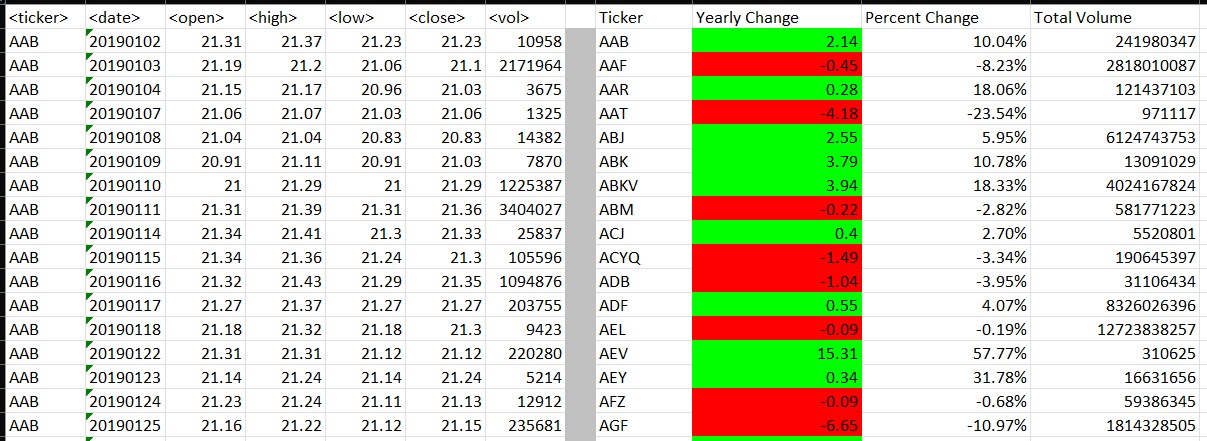 <ticker> <date> <open> <high> <low> <close> <vol> Ticker Yearly Change Percent Change Total Volume
AAB 20190102 21.31 21.37 21.23 21.23 10958 AAB 2.14 10.04% 241980347
AAB 20190103 21.19 21.2 21.06 21.1 2171964 AAF -0.45 -8.23% 2818010087
AAB 20190104 21.15 21.17 20.96 21.03 3675 AAR 0.28 18.06% 121437103
AAB 20190107 21.06 21.07 21.03 21.06 1325 AAT -4.18 -23.54% 971117
AAB 20190108 21.04 21.04 20.83 20.83 14382 ABJ 2.55 5.95% 6124743753
AAB 20190109 20.91 21.11 20.91 21.03 7870 ABK 3.79 10.78% 13091029
AAB 20190110 21 21.29 21 21.29 1225387 ABKV 3.94 18.33% 4024167824
AAB 20190111 21.31 21.39 21.31 21.36 3404027 ABM -0.22 -2.82% 581771223
AAB 20190114 21.34 21.41 21.3 21.33 25837 ACJ 0.4 2.70% 5520801
AAB 20190115 21.34 21.36 21.24 21.3 105596 ACYQ -1.49 -3.34% 190645397
AAB 20190116 21.32 21.43 21.29 21.35 1094876 ADB -1.04 -3.95% 31106434
AAB 20190117 21.27 21.37 21.27 21.27 203755 ADF 0.55 4.07% 8326026396
AAB 20190118 21.18 21.32 21.18 21.3 9423 AEL -0.09 -0.19% 12723838257
AAB 20190122 21.31 21.31 21.12 21.12 220280 AEV 15.31 57.77% 310625
AAB 20190123 21.14 21.24 21.14 21.24 5214 AEY 0.34 31.78% 16631656
AAB 20190124 21.23 21.24 21.11 21.13 12912 AFZ -0.09 -0.68% 59386345
AAB 20190125 21.16 21.22 21.12 21.15 235681 AGF -6.65 -10.97% 1814328505